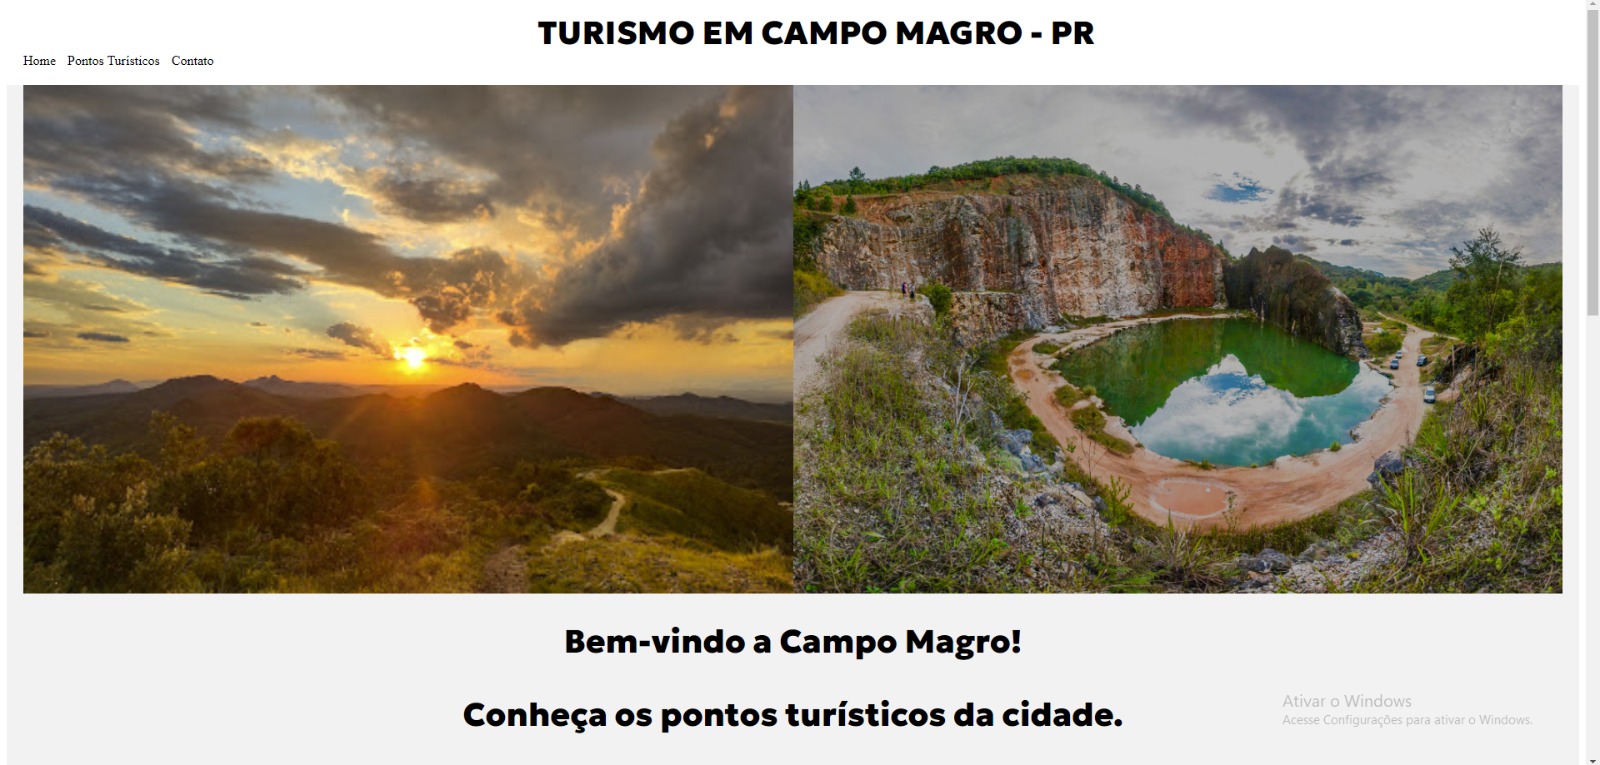 TURISMO EM CAMPO MAGRO - PR
Home Pontos Turísticos Contato
Bem-vindo a Campo Magro!
Conheça os pontos turísticos da cidade.
Ativar o Windows
Acesse Configurações para ativar o Windows.